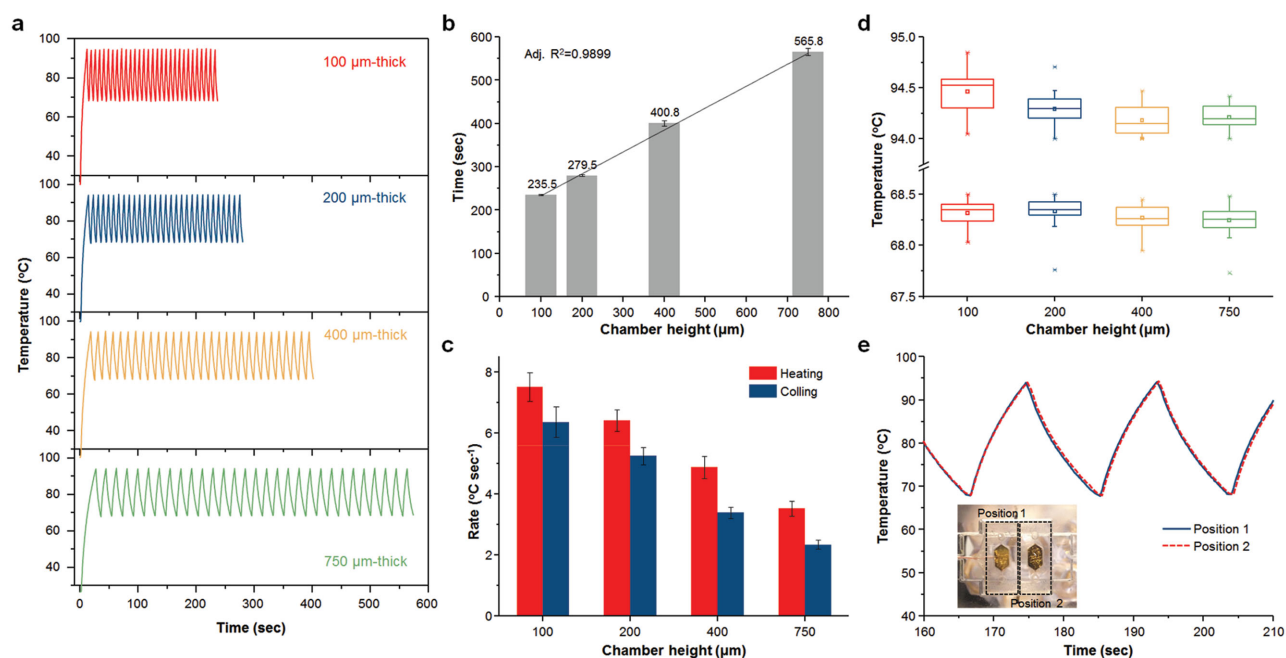 a
100
80
60
40
100 µm-thick
100
80
60
40
200 µm-thick
100
80
60
40
400 µm-thick
100
80
60
40
750 µm-thick
0
100
200
300
400
500
600
Temperature (ºC)
Time (sec)
b
600
500
400
300
200
100
0
Time (sec)
Adj. R²=0.9899
235.5
279.5
400.8
565.8
0
100
200
300
400
500
600
700
800
Chamber height (µm)
c
8
6
4
2
0
Rate (ºC sec⁻¹)
Heating
Colling
100
200
400
750
Chamber height (µm)
d
95.0
94.5
94.0
68.5
68.0
67.5
Temperature (ºC)
100
200
400
750
Chamber height (µm)
e
100
90
80
70
60
50
40
Temperature (ºC)
Position 1
Position 2
Position 1
Position 2
160
170
180
190
200
210
Time (sec)